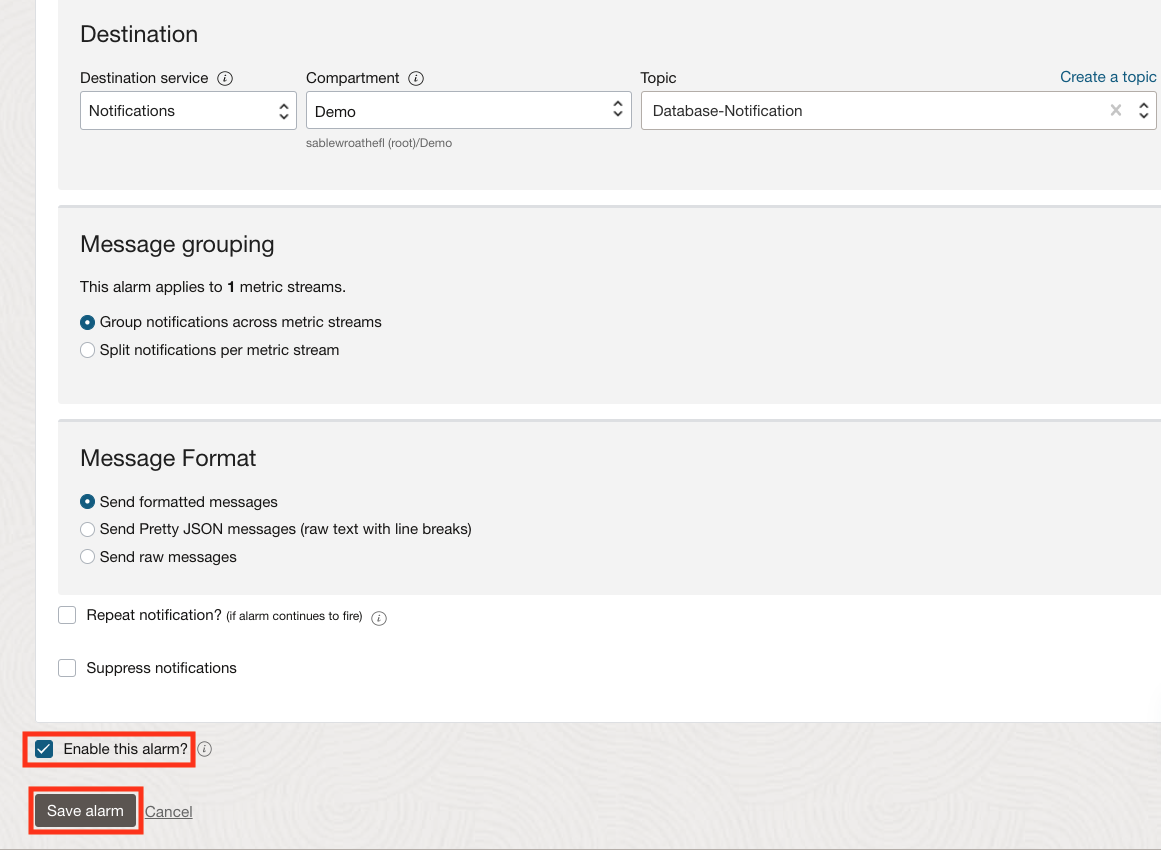 Destination
Destination service Compartment Topic Create a topic
Notifications Demo Database-Notification
sablewroathefl (root)/Demo
Message grouping
This alarm applies to 1 metric streams.
Group notifications across metric streams
Split notifications per metric stream
Message Format
Send formatted messages
Send Pretty JSON messages (raw text with line breaks)
Send raw messages
Repeat notification? (if alarm continues to fire)
Suppress notifications
Enable this alarm?
Save alarm Cancel